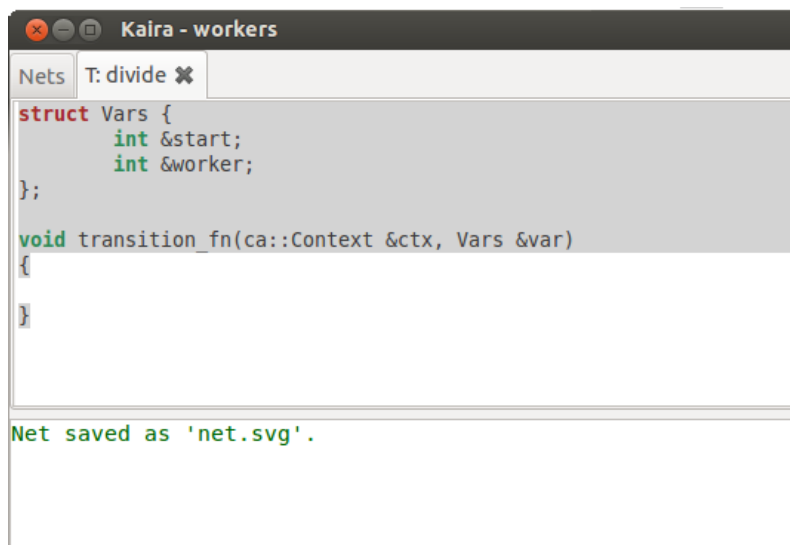 Kaira - workers
Nets T: divide
struct Vars {
        int &start;
        int &worker;
};
void transition_fn(ca::Context &ctx, Vars &var)
{
}
Net saved as 'net.svg'.